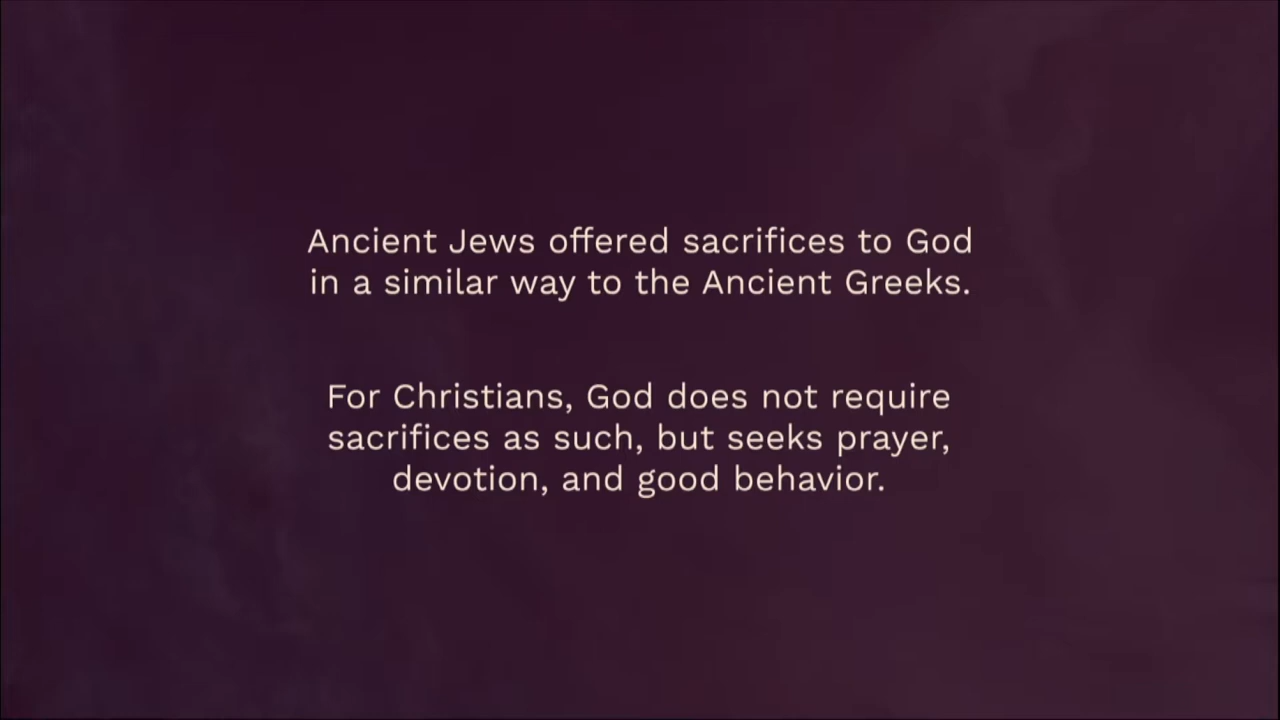 Ancient Jews offered sacrifices to God
in a similar way to the Ancient Greeks.
For Christians, God does not require
sacrifices as such, but seeks prayer,
devotion, and good behavior.